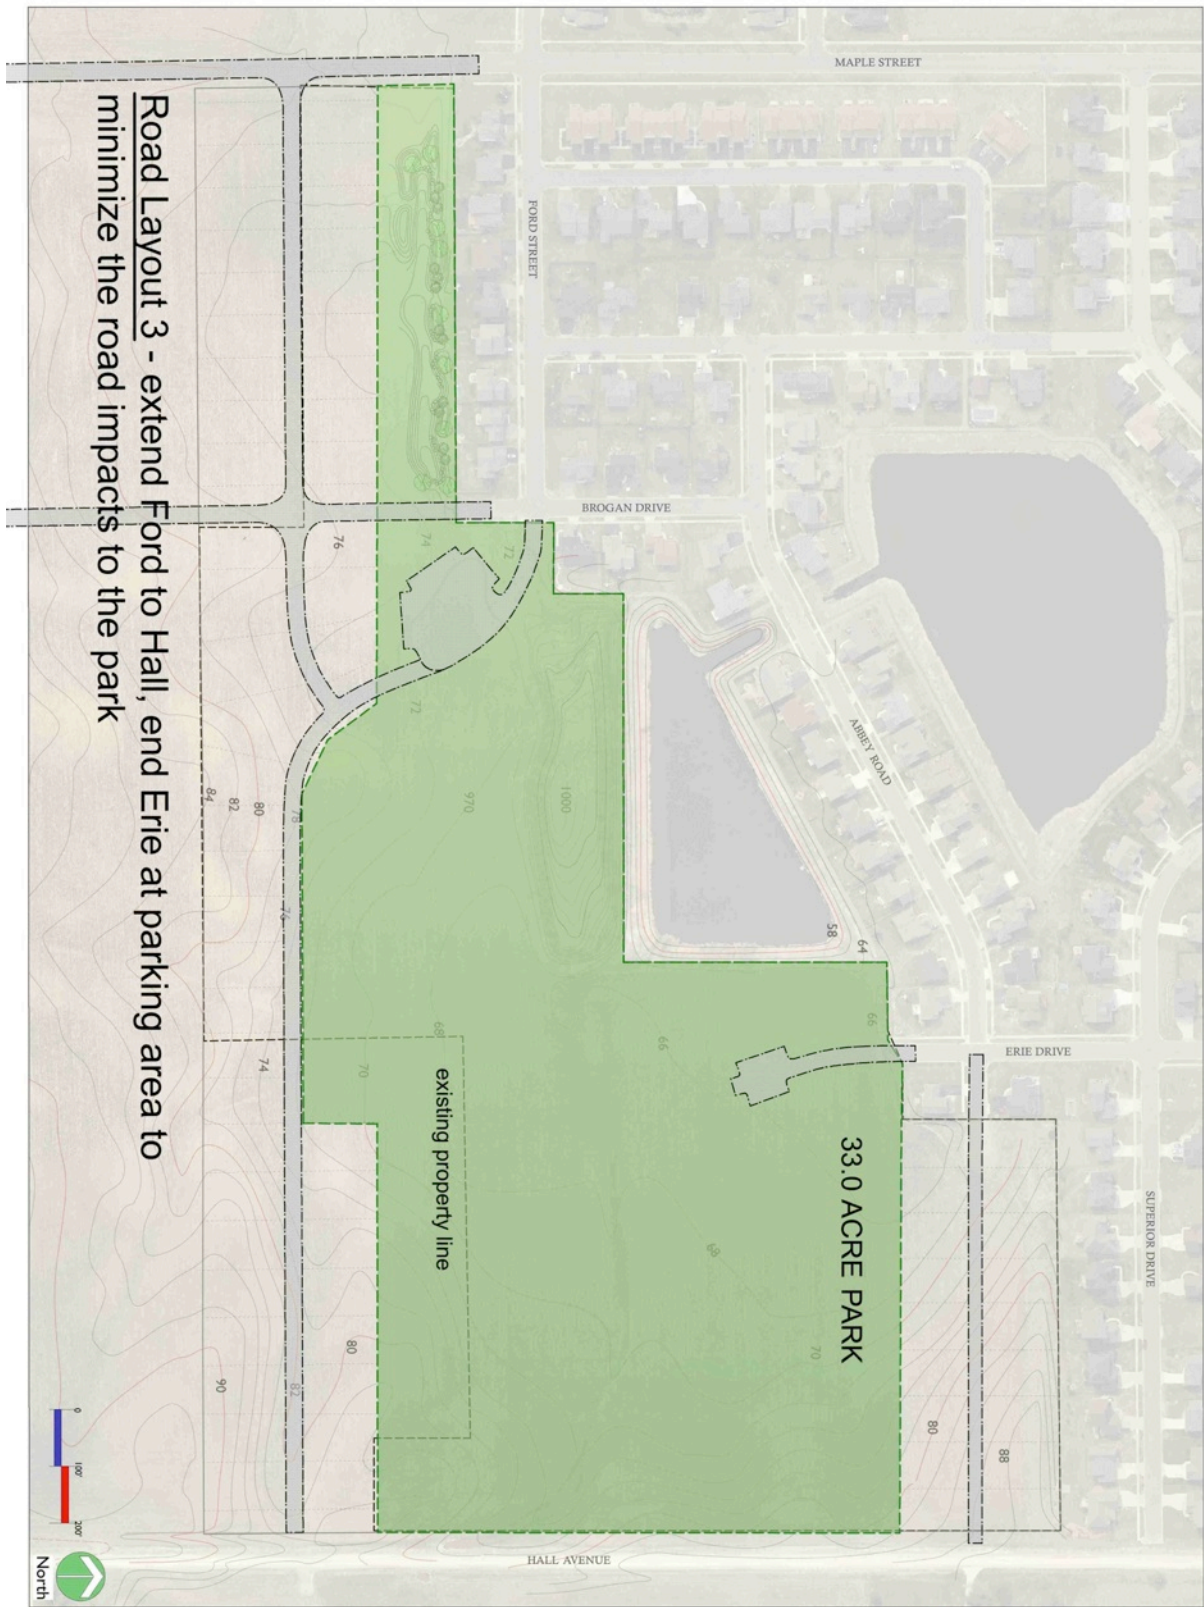 MAPLE STREET
FORD STREET
BROGAN DRIVE
ABBEY ROAD
ERIE DRIVE
SUPERIOR DRIVE
HALL AVENUE
Road Layout 3 - extend Ford to Hall, end Erie at parking area to
minimize the road impacts to the park
33.0 ACRE PARK
existing property line
76
74
72
72
970
1000
84
82
80
78
76
58
64
66
66
68
70
74
68
70
80
82
90
80
88
0
100'
200'
North